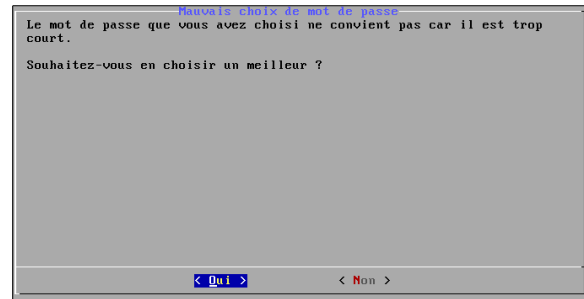 Mauvais choix de mot de passe
Le mot de passe que vous avez choisi ne convient pas car il est trop
court.
Souhaitez-vous en choisir un meilleur ?
< Oui > < Non >